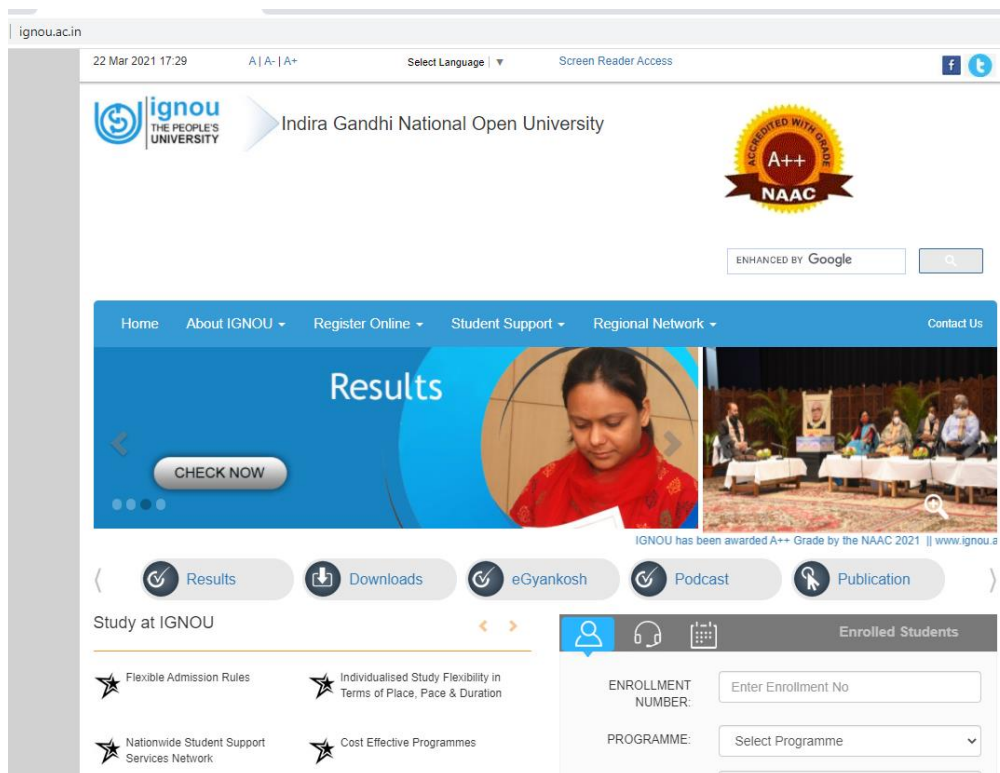 ignou.ac.in
22 Mar 2021 17:29
A | A- | A+
Select Language ▼
Screen Reader Access
ignou
THE PEOPLE'S
UNIVERSITY
Indira Gandhi National Open University
ACCREDITED WITH GRADE
A++
NAAC
ENHANCED BY Google
Home About IGNOU Register Online Student Support Regional Network Contact Us
Results
CHECK NOW
IGNOU has been awarded A++ Grade by the NAAC 2021 || www.ignou.a
Results Downloads eGyankosh Podcast Publication
Study at IGNOU
Flexible Admission Rules
Individualised Study Flexibility in
Terms of Place, Pace & Duration
Nationwide Student Support
Services Network
Cost Effective Programmes
Enrolled Students
ENROLLMENT
NUMBER:
Enter Enrollment No
PROGRAMME:
Select Programme